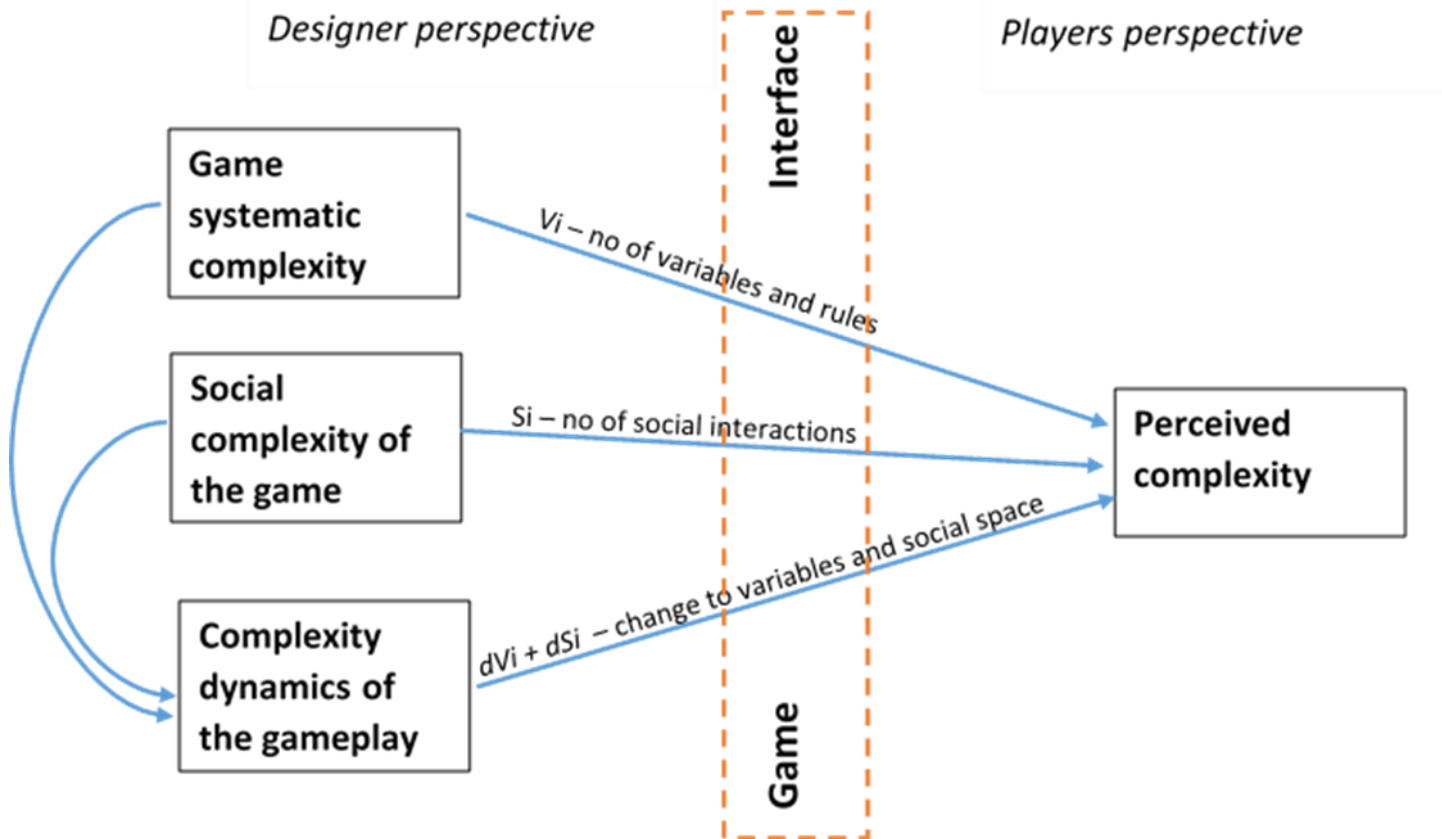 Designer perspective
Players perspective
Interface
Game
systematic
complexity
Vi – no of variables and rules
Social
complexity of
the game
Si – no of social interactions
Perceived
complexity
dVi + dSi – change to variables and social space
Complexity
dynamics of
the gameplay
Game